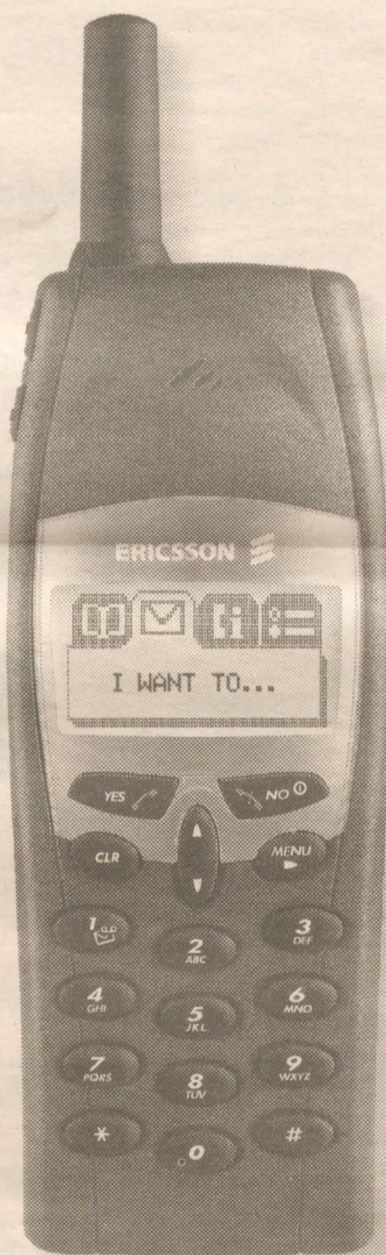 ERICSSON
I WANT TO...
YES NO
CLR MENU
1 2 ABC 3 DEF
4 GHI 5 JKL 6 MNO
7 PQRS 8 TUV 9 WXYZ
* 0 #